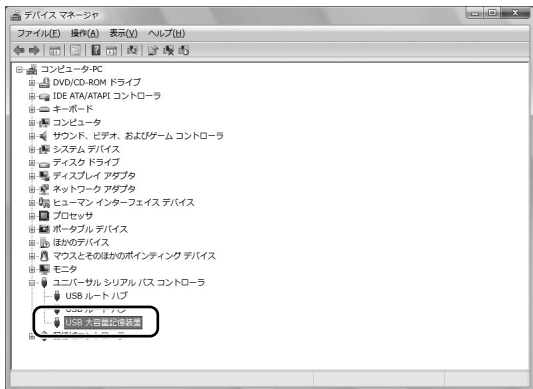 デバイス マネージャ
ファイル(F) 操作(A) 表示(V) ヘルプ(H)
コンピュータ-PC
DVD/CD-ROM ドライブ
IDE ATA/ATAPI コントローラ
キーボード
コンピュータ
サウンド、ビデオ、およびゲーム コントローラ
システム デバイス
ディスク ドライブ
ディスプレイ アダプタ
ネットワーク アダプタ
ヒューマン インターフェイス デバイス
プロセッサ
ポータブル デバイス
ほかのデバイス
マウスとそのほかのポインティング デバイス
モニタ
ユニバーサル シリアル バス コントローラ
USB ルート ハブ
USB ルート ハブ
USB 大容量記憶装置